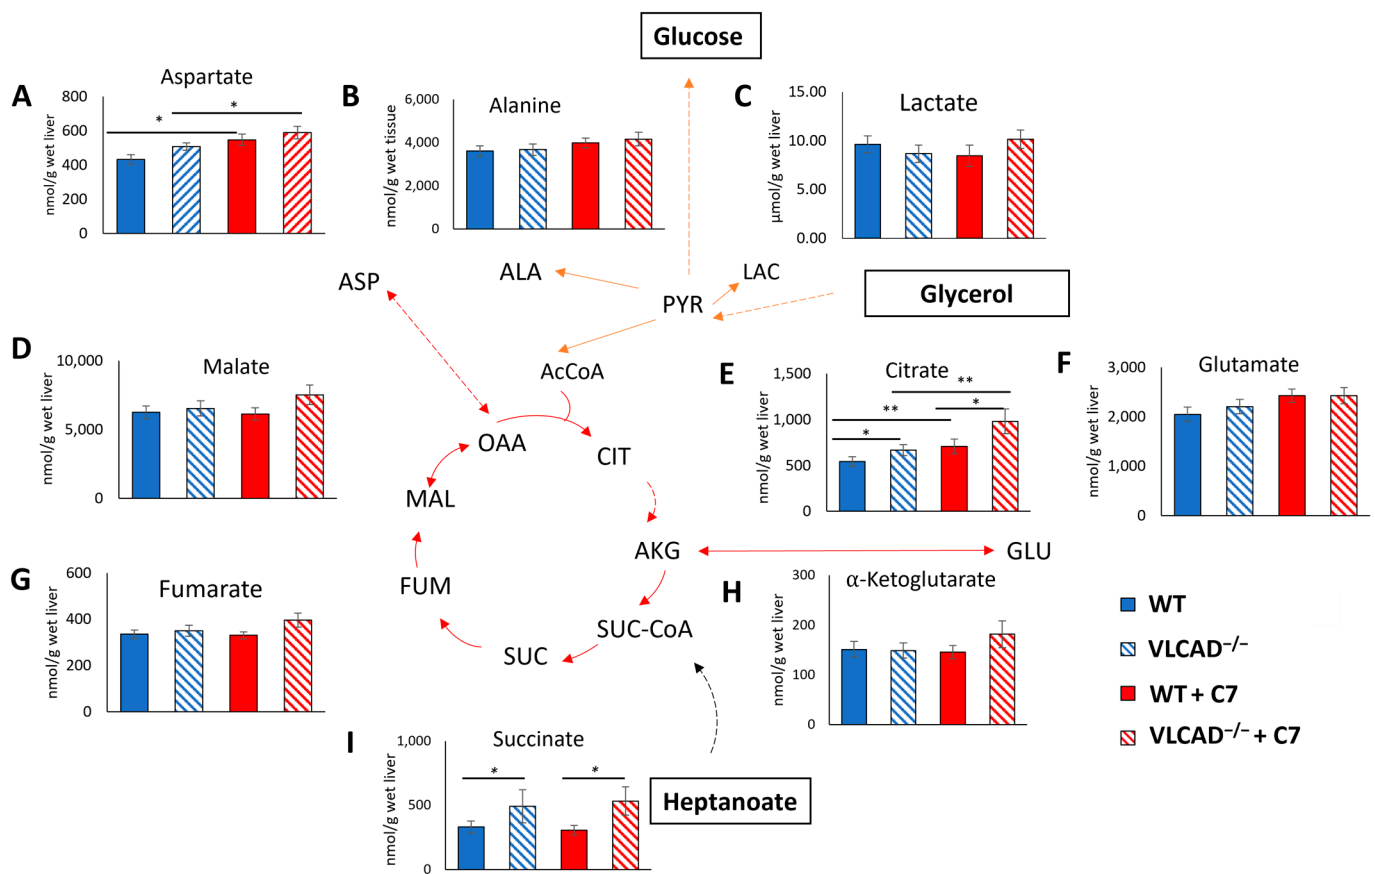 Glucose
A
Aspartate
nmol/g wet liver
800
600
400
200
0
*
*
B
Alanine
nmol/g wet tissue
6,000
4,000
2,000
0
C
Lactate
µmol/g wet liver
15.00
10.00
5.00
0.00
ASP
ALA
PYR
LAC
Glycerol
AcCoA
OAA
CIT
MAL
AKG
GLU
FUM
SUC-CoA
SUC
D
Malate
nmol/g wet liver
10,000
5,000
0
E
Citrate
nmol/g wet liver
1,500
1,000
500
0
**
**
*
*
F
Glutamate
nmol/g wet liver
3,000
2,000
1,000
0
G
Fumarate
nmol/g wet liver
600
400
200
0
H
α-Ketoglutarate
nmol/g wet liver
300
200
100
0
WT
VLCAD⁻/⁻
WT + C7
VLCAD⁻/⁻ + C7
I
Succinate
nmol/g wet liver
1,000
500
0
*
*
Heptanoate